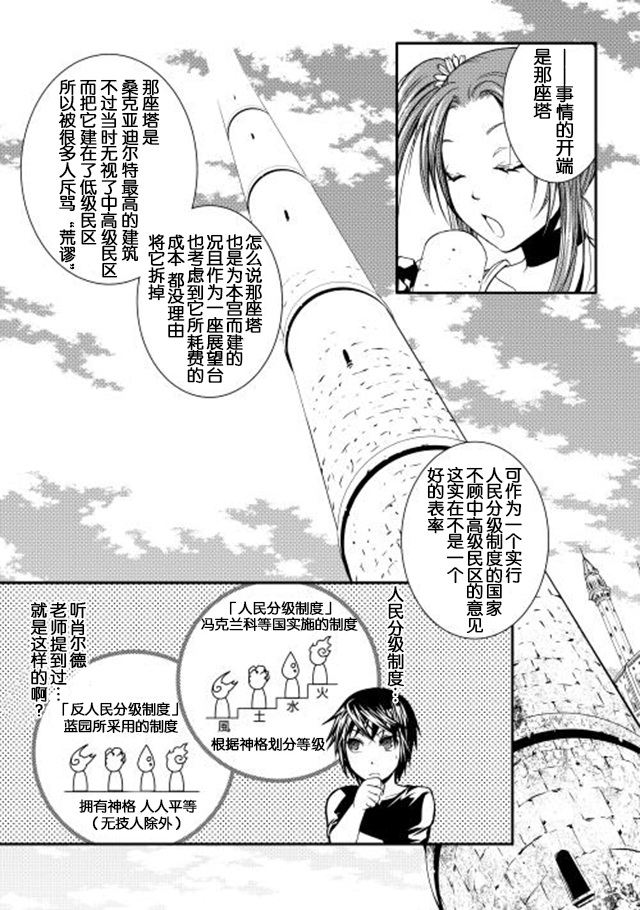 ——事情的开端
是那座塔
那座塔是
桑克亚迪尔特最高的建筑
不过当时无视了中高级民区
而把它建在了低级民区
所以被很多人斥骂“荒谬”
怎么说那座塔
也是为本宫而建的
况且作为一座展望台
也考虑到它所耗费的
成本 都没理由
将它拆掉
可作为一个实行
人民分级制度的国家
不顾中高级民区的意见
这实在不是一个
好的表率
人民分级制度…
「人民分级制度」
冯克兰科等国实施的制度
風
土
水
火
根据神格划分等级
「反人民分级制度」
蓝园所采用的制度
拥有神格 人人平等
（无技人除外）
听肖尔德
老师提到过…
就是这样的啊？